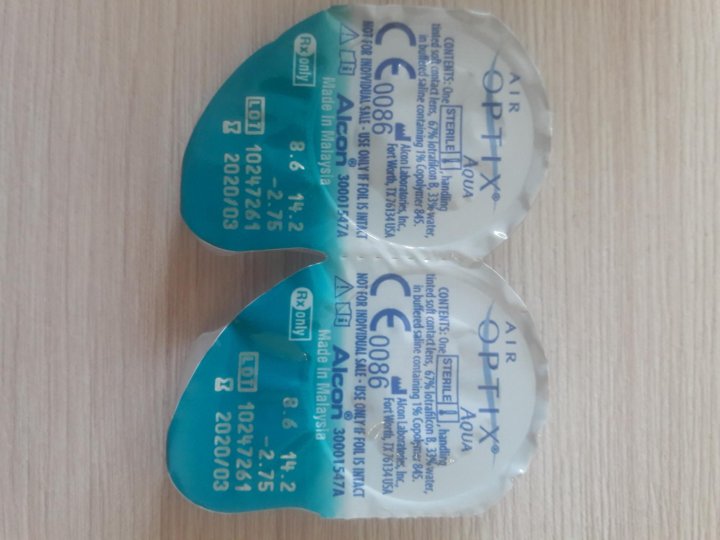 AIR
OPTIX®
AQUA
CONTENTS: One STERILE, handling
tinted soft contact lens, 67% lotrafilcon B, 33% water,
in buffered saline containing 1% Copolymer 845.
Alcon Laboratories, Inc.
Fort Worth, TX 76134 USA
CE 0086
NOT FOR INDIVIDUAL SALE - USE ONLY IF FOIL IS INTACT
Alcon® 30001547A
Made in Malaysia
Rx only
8.6 14.2
-2.75
LOT 10247261
2020/03
AIR
OPTIX®
AQUA
CONTENTS: One STERILE, handling
tinted soft contact lens, 67% lotrafilcon B, 33% water,
in buffered saline containing 1% Copolymer 845.
Alcon Laboratories, Inc.
Fort Worth, TX 76134 USA
CE 0086
NOT FOR INDIVIDUAL SALE - USE ONLY IF FOIL IS INTACT
Alcon® 30001547A
Made in Malaysia
Rx only
8.6 14.2
-2.75
LOT 10247261
2020/03